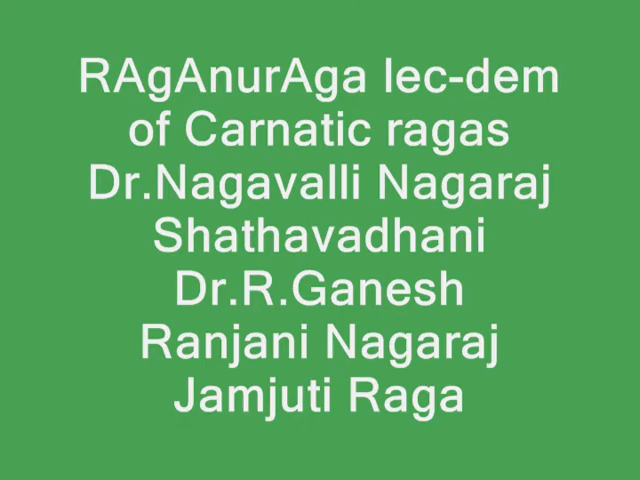 RAgAnurAga lec-dem
of Carnatic ragas
Dr.Nagavalli Nagaraj
Shathavadhani
Dr.R.Ganesh
Ranjani Nagaraj
Jamjuti Raga